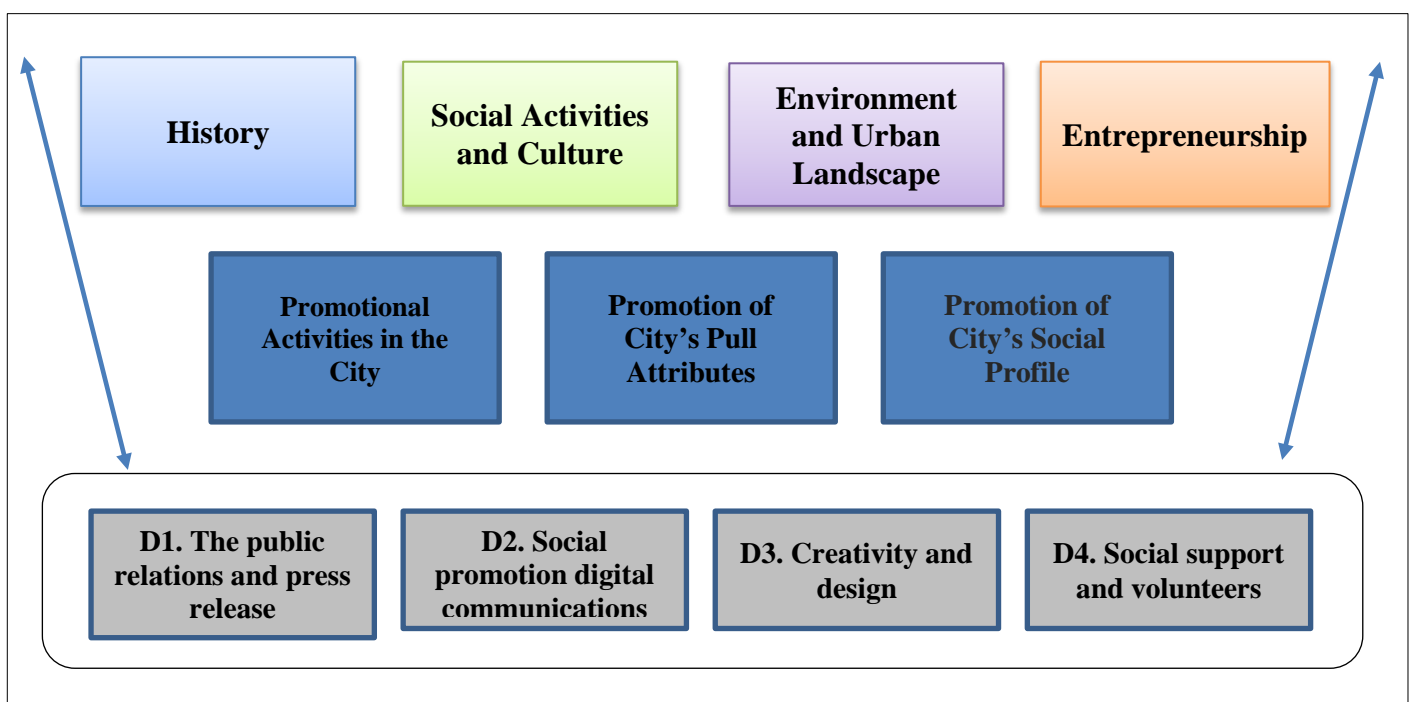 History
Social Activities
and Culture
Environment
and Urban
Landscape
Entrepreneurship
Promotional
Activities in the
City
Promotion of
City’s Pull
Attributes
Promotion of
City’s Social
Profile
D1. The public
relations and press
release
D2. Social
promotion digital
communications
D3. Creativity and
design
D4. Social support
and volunteers